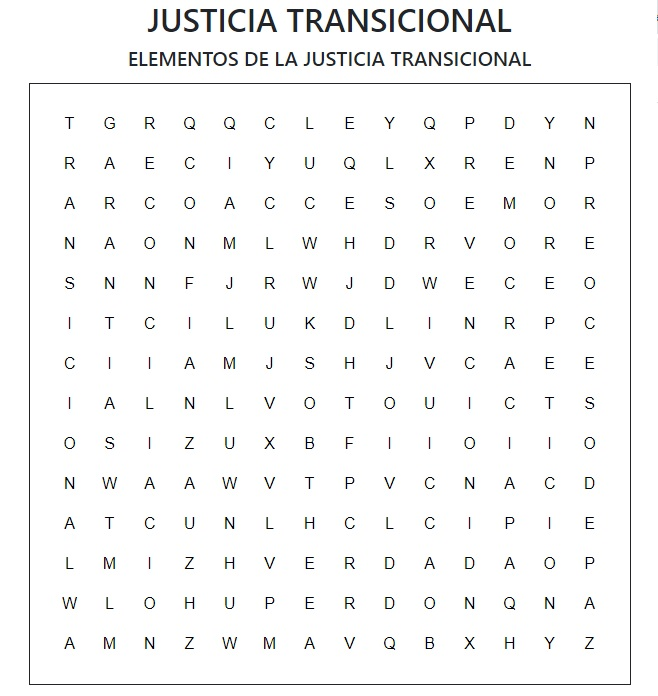 JUSTICIA TRANSICIONAL
ELEMENTOS DE LA JUSTICIA TRANSICIONAL
T G R Q Q C L E Y Q P D Y N
R A E C I Y U Q L X R E N P
A R C O A C C E S O E M O R
N A O N M L W H D R V O R E
S N N F J R W J D W E C E O
I T C I L U K D L I N R P C
C I I A M J S H J V C A E E
I A L N L V O T O U I C T S
O S I Z U X B F I I O I I O
N W A A W V T P V C N A C D
A T C U N L H C L C I P I E
L M I Z H V E R D A D A O P
W L O H U P E R D O N Q N A
A M N Z W M A V Q B X H Y Z